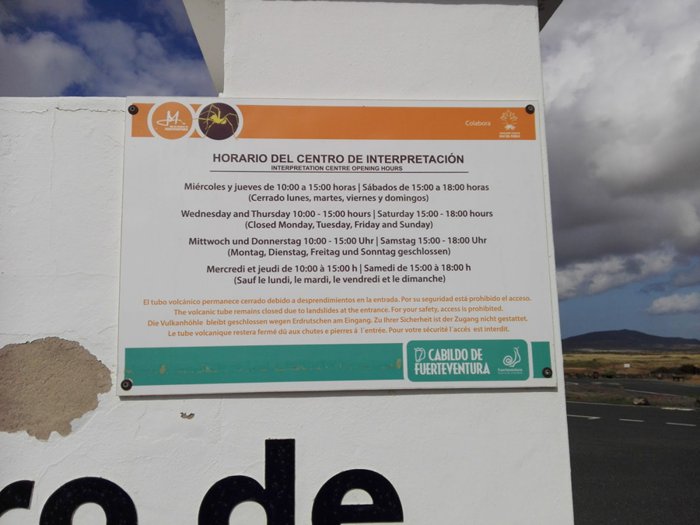 Colabora
HORARIO DEL CENTRO DE INTERPRETACIÓN
INTERPRETATION CENTRE OPENING HOURS
Miércoles y jueves de 10:00 a 15:00 horas | Sábados de 15:00 a 18:00 horas
(Cerrado lunes, martes, viernes y domingos)
Wednesday and Thursday 10:00 - 15:00 hours | Saturday 15:00 - 18:00 hours
(Closed Monday, Tuesday, Friday and Sunday)
Mittwoch und Donnerstag 10:00 - 15:00 Uhr | Samstag 15:00 - 18:00 Uhr
(Montag, Dienstag, Freitag und Sonntag geschlossen)
Mercredi et jeudi de 10:00 à 15:00 h | Samedi de 15:00 à 18:00 h
(Sauf le lundi, le mardi, le vendredi et le dimanche)
El tubo volcánico permanece cerrado debido a desprendimientos en la entrada. Por su seguridad está prohibido el acceso.
The volcanic tube remains closed due to landslides at the entrance. For your safety, access is prohibited.
Die Vulkanhöhle bleibt geschlossen wegen Erdrutschen am Eingang. Zu Ihrer Sicherheit ist der Zugang nicht gestattet.
Le tube volcanique restera fermé dû aux chutes e pierres à l´entrée. Pour votre sécurité l'accés est interdit.
CABILDO DE
FUERTEVENTURA
fuerteventura
ro de